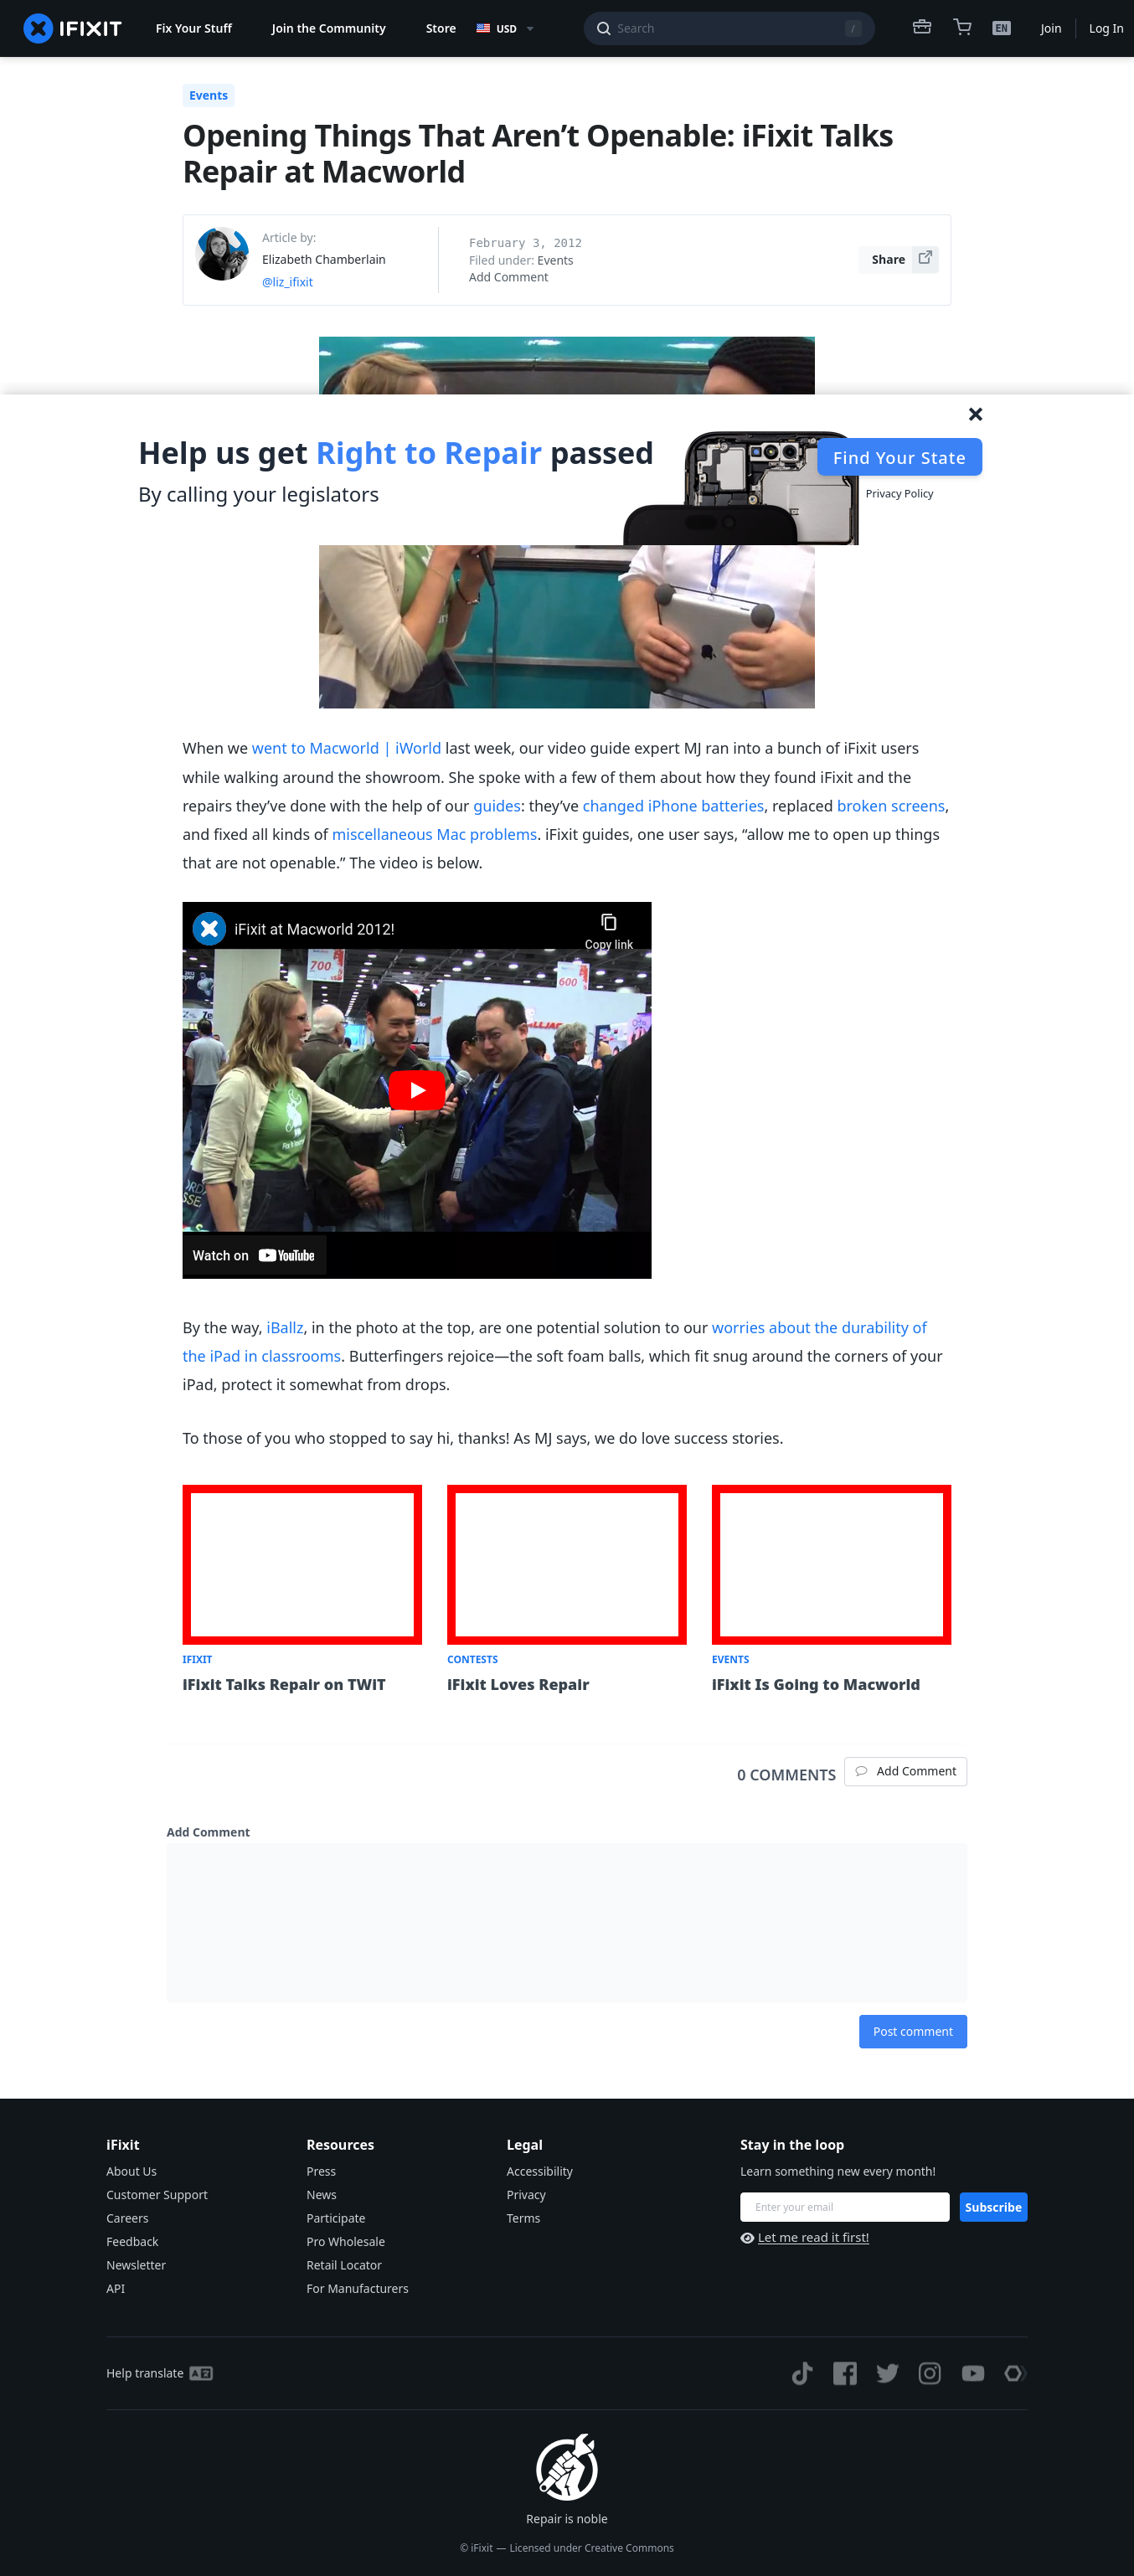 IFIXIT
Fix Your Stuff
Join the Community
Store
USD
Search
/
EN
Join
Log In
Events
Opening Things That Aren’t Openable: iFixit Talks
Repair at Macworld
Article by:
Elizabeth Chamberlain
@liz_ifixit
February 3, 2012
Filed under: Events
Add Comment
Share
Help us get Right to Repair passed
By calling your legislators
Find Your State
Privacy Policy
When we went to Macworld | iWorld last week, our video guide expert MJ ran into a bunch of iFixit users
while walking around the showroom. She spoke with a few of them about how they found iFixit and the
repairs they’ve done with the help of our guides: they’ve changed iPhone batteries, replaced broken screens,
and fixed all kinds of miscellaneous Mac problems. iFixit guides, one user says, “allow me to open up things
that are not openable.” The video is below.
iFixit at Macworld 2012!
Copy link
700
600
Watch on YouTube
By the way, iBallz, in the photo at the top, are one potential solution to our worries about the durability of
the iPad in classrooms. Butterfingers rejoice—the soft foam balls, which fit snug around the corners of your
iPad, protect it somewhat from drops.
To those of you who stopped to say hi, thanks! As MJ says, we do love success stories.
IFIXIT
iFixit Talks Repair on TWiT
CONTESTS
iFixit Loves Repair
EVENTS
iFixit Is Going to Macworld
0 COMMENTS
Add Comment
Add Comment
Post comment
iFixit
About Us
Customer Support
Careers
Feedback
Newsletter
API
Resources
Press
News
Participate
Pro Wholesale
Retail Locator
For Manufacturers
Legal
Accessibility
Privacy
Terms
Stay in the loop
Learn something new every month!
Enter your email
Subscribe
Let me read it first!
Help translate
Repair is noble
© iFixit — Licensed under Creative Commons